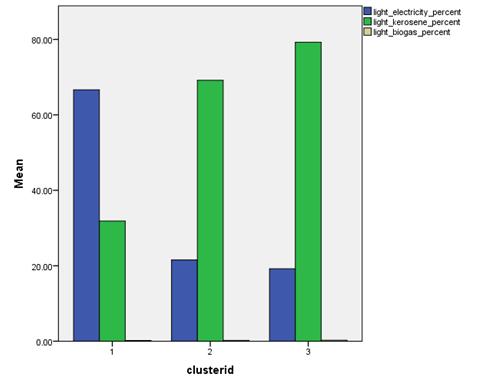 light_electricity_percent
light_kerosene_percent
light_biogas_percent
80.00
60.00
40.00
20.00
0.00
Mean
1 2 3
clusterid